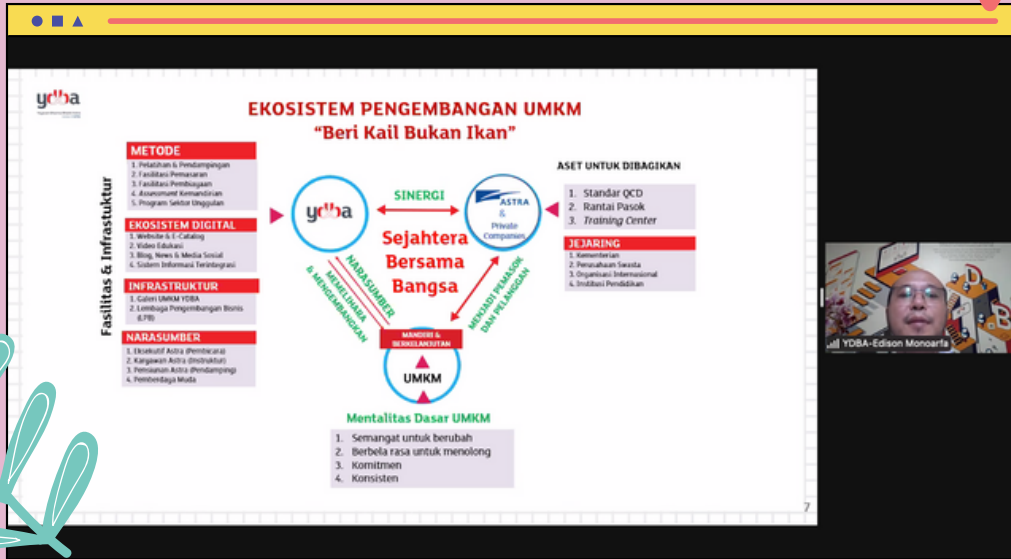 ydba
EKOSISTEM PENGEMBANGAN UMKM
“Beri Kail Bukan Ikan”
Fasilitas & Infrastuktur
METODE
1. Pelatihan & Pendampingan
2. Fasilitasi Pemasaran
3. Fasilitasi Pembiayaan
4. Assessment Kemandirian
5. Program Sektor Unggulan
EKOSISTEM DIGITAL
1. Website & E-Catalog
2. Video Edukasi
3. Blog, News & Media Sosial
4. Sistem Informasi Terintegrasi
INFRASTRUKTUR
1. Galeri UMKM YDBA
2. Lembaga Pengembangan Bisnis
(LPB)
NARASUMBER
1. Eksekutif Astra (Pembicara)
2. Karyawan Astra (Instruktur)
3. Pensiunan Astra (Pendamping)
4. Pemberdaya Muda
ydba
SINERGI
ASTRA
&
Private
Companies
Sejahtera
Bersama
Bangsa
NARASUMBER
MEMELIHARA
& MENGEMBANGKAN
MENJADI PEMASOK
DAN PELANGGAN
MANDIRI &
BERKELANJUTAN
UMKM
Mentalitas Dasar UMKM
1. Semangat untuk berubah
2. Berbela rasa untuk menolong
3. Komitmen
4. Konsisten
ASET UNTUK DIBAGIKAN
1. Standar QCD
2. Rantai Pasok
3. Training Center
JEJARING
1. Kementerian
2. Perusahaan Swasta
3. Organisasi Internasional
4. Institusi Pendidikan
7
YDBA-Edison Monoarfa